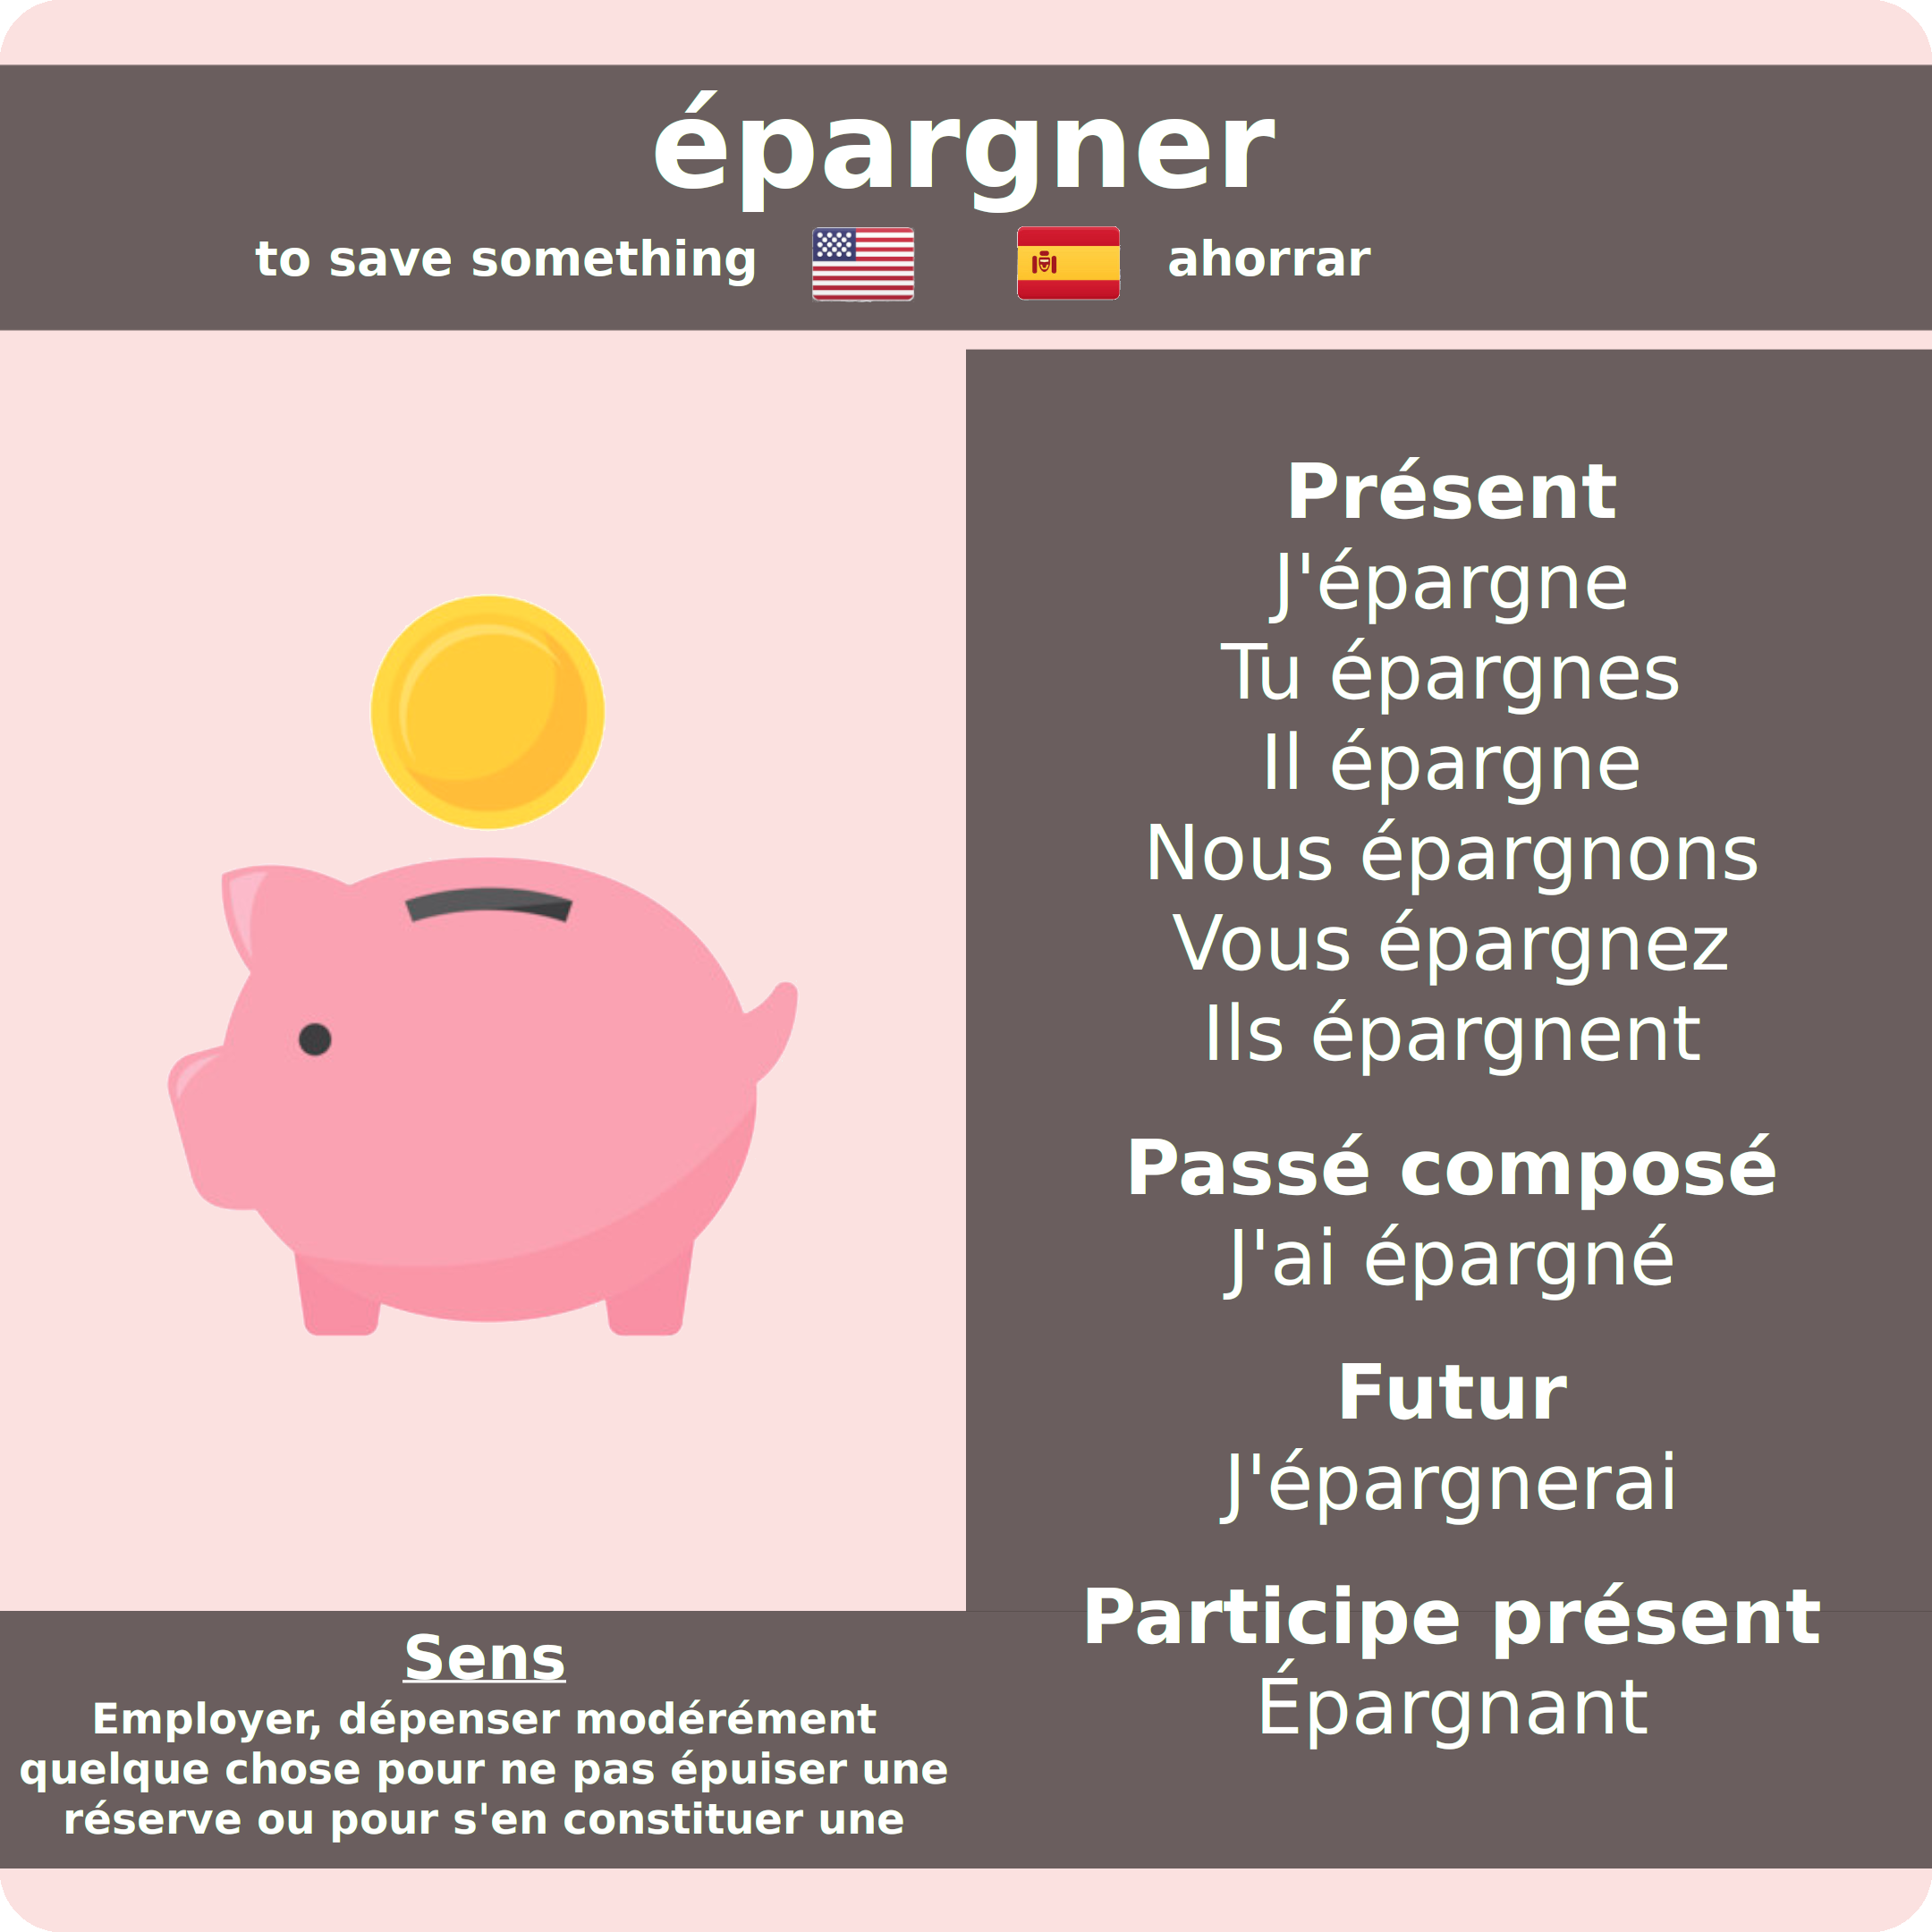 épargner
to save something
ahorrar
Présent
J'épargne
Tu épargnes
Il épargne
Nous épargnons
Vous épargnez
Ils épargnent
Passé composé
J'ai épargné
Futur
J'épargnerai
Participe présent
Épargnant
Sens
Employer, dépenser modérément
quelque chose pour ne pas épuiser une
réserve ou pour s'en constituer une